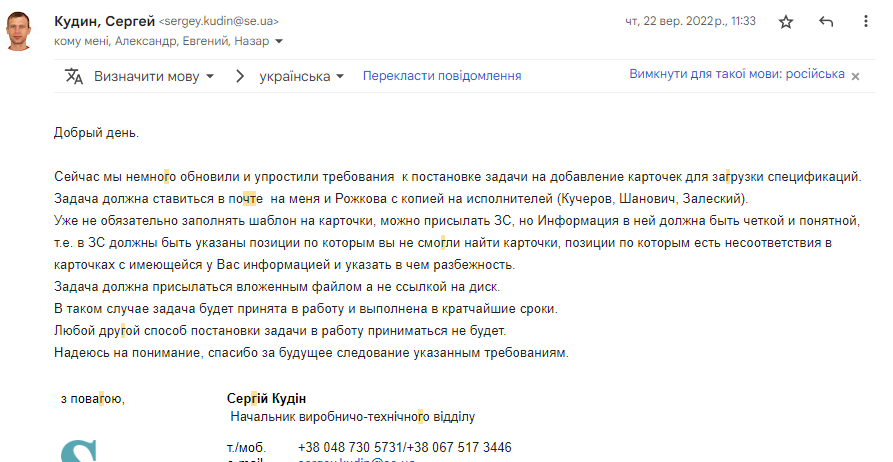 Кудин, Сергей <sergey.kudin@se.ua> чт, 22 вер. 2022 р., 11:33
кому мені, Александр, Евгений, Назар
Визначити мову українська Перекласти повідомлення Вимкнути для такої мови: російська
Добрый день.
Сейчас мы немного обновили и упростили требования к постановке задачи на добавление карточек для загрузки спецификаций.
Задача должна ставиться в почте на меня и Рожкова с копией на исполнителей (Кучеров, Шанович, Залеский).
Уже не обязательно заполнять шаблон на карточки, можно присылать ЗС, но Информация в ней должна быть четкой и понятной,
т.е. в ЗС должны быть указаны позиции по которым вы не смогли найти карточки, позиции по которым есть несоответствия в
карточках с имеющейся у Вас информацией и указать в чем разбежность.
Задача должна присылаться вложенным файлом а не ссылкой на диск.
В таком случае задача будет принята в работу и выполнена в кратчайшие сроки.
Любой другой способ постановки задачи в работу приниматься не будет.
Надеюсь на понимание, спасибо за будущее следование указанным требованиям.
з повагою, Сергій Кудін
Начальник виробничо-технічного відділу
т./моб. +38 048 730 5731/+38 067 517 3446